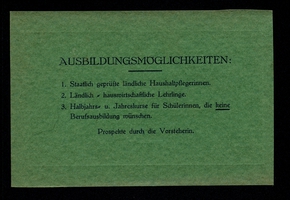 AUSBILDUNGSMÖGLICHKEITEN:
1. Staatlich geprüfte ländliche Haushaltpflegerinnen.
2. Ländlich - hauswirtschaftliche Lehrlinge.
3. Halbjahrs- u. Jahreskurse für Schülerinnen, die keine
Berufsausbildung wünschen.
Prospekte durch die Vorsteherin.